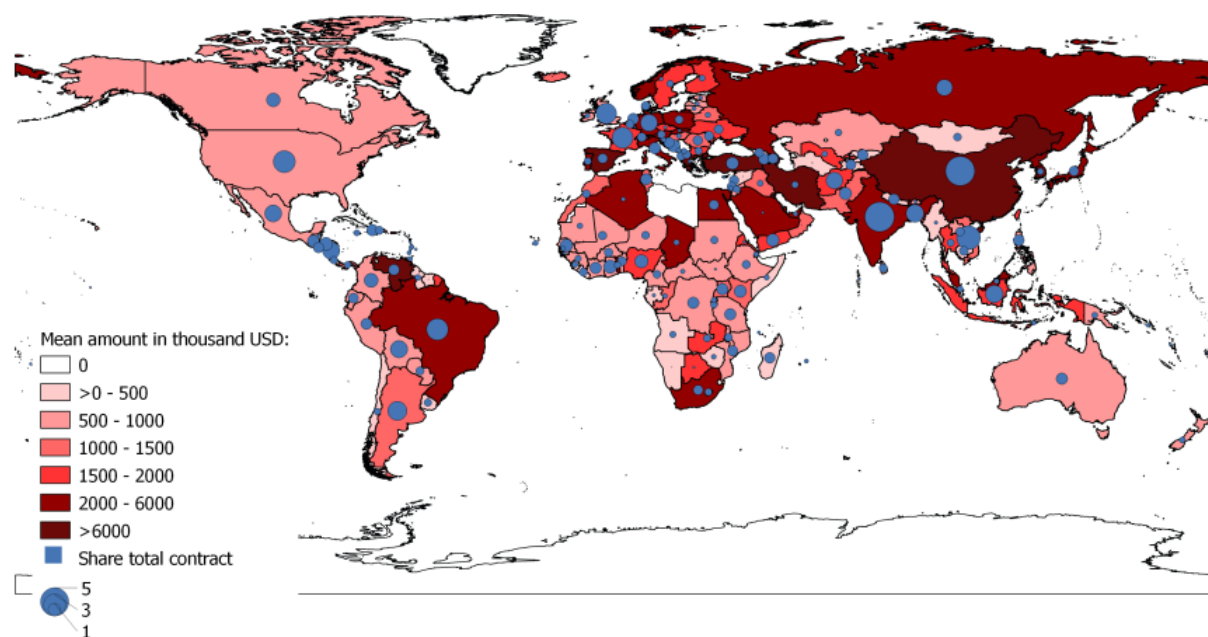 Mean amount in thousand USD:
0
>0 - 500
500 - 1000
1000 - 1500
1500 - 2000
2000 - 6000
>6000
Share total contract
5
3
1